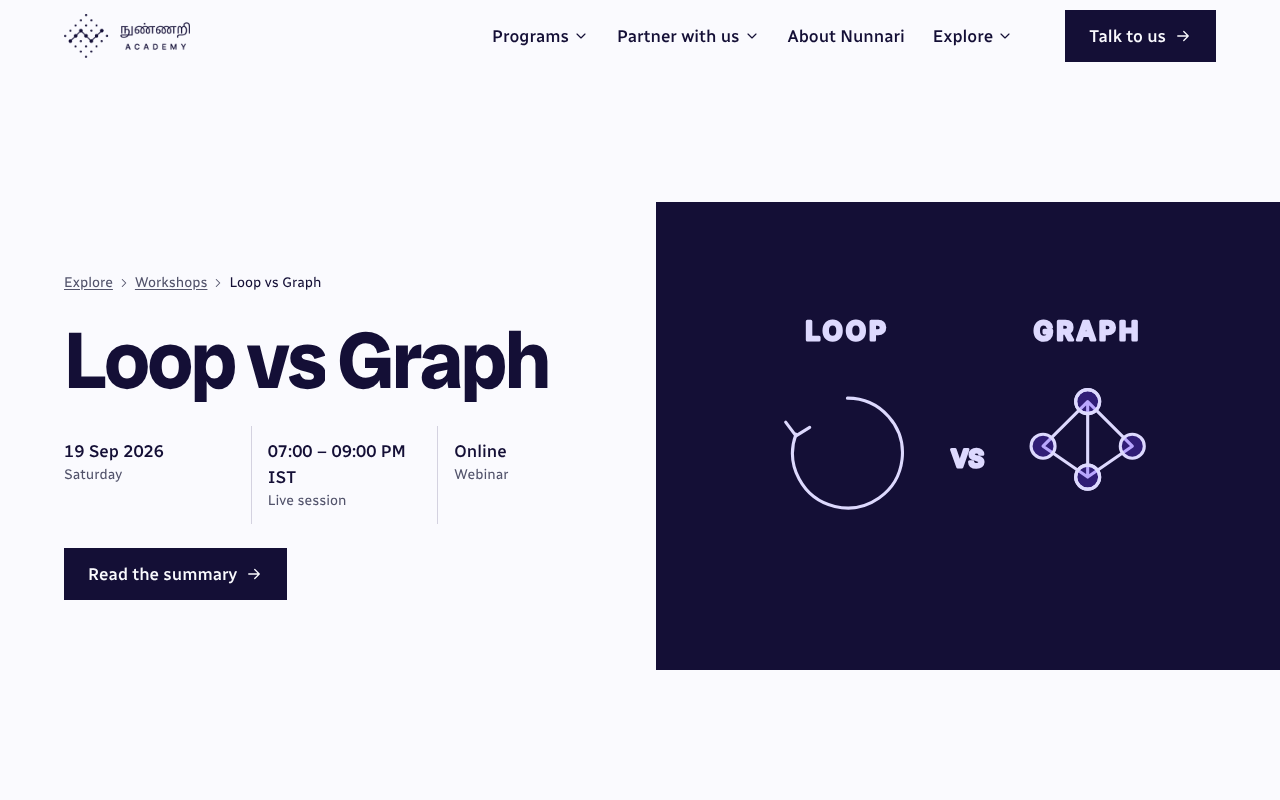 நுண்ணறி
ACADEMY
Programs
Partner with us
About Nunnari
Explore
Talk to us
Explore > Workshops > Loop vs Graph
Loop vs Graph
19 Sep 2026
Saturday
07:00 – 09:00 PM
IST
Live session
Online
Webinar
Read the summary
LOOP
GRAPH
VS